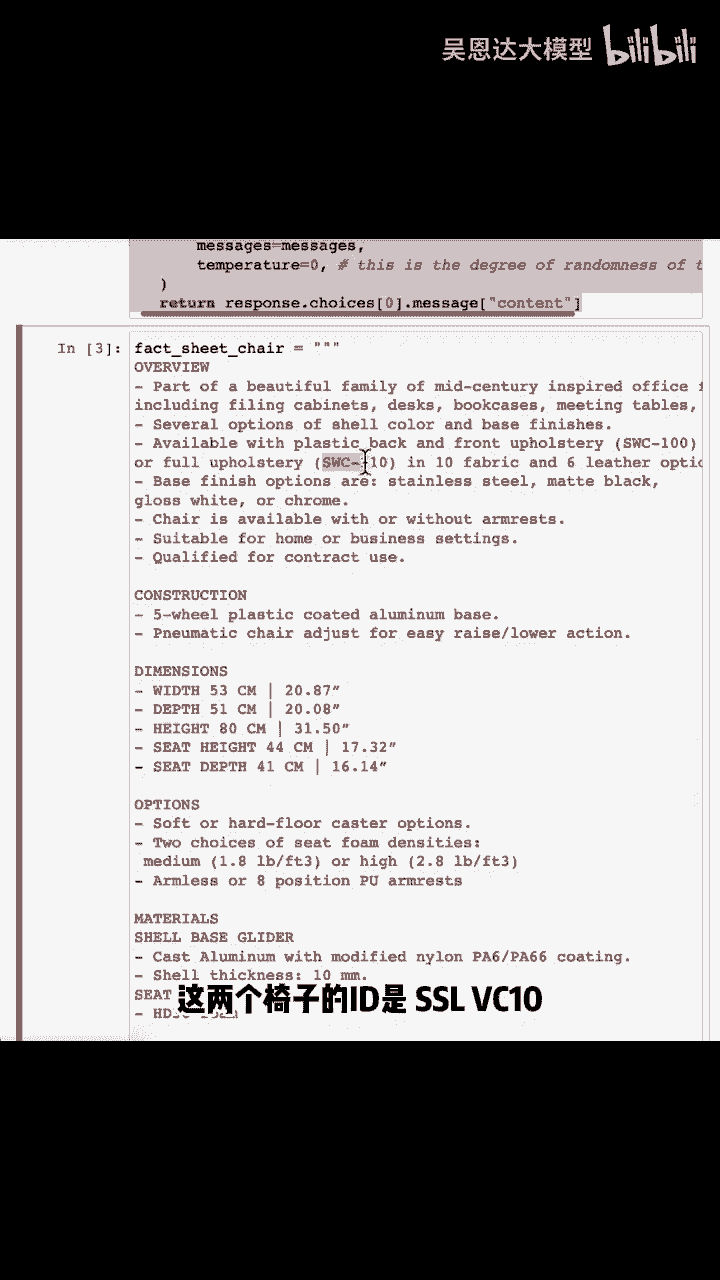 吴恩达大模型 bilibili
messages=messages,
temperature=0, # this is the degree of randomness of t
)
return response.choices[0].message["content"]
In [3]: fact_sheet_chair = """
OVERVIEW
- Part of a beautiful family of mid-century inspired office f
including filing cabinets, desks, bookcases, meeting tables,
- Several options of shell color and base finishes.
- Available with plastic back and front upholstery (SWC-100)
or full upholstery (SWC-110) in 10 fabric and 6 leather optio
- Base finish options are: stainless steel, matte black,
gloss white, or chrome.
- Chair is available with or without armrests.
- Suitable for home or business settings.
- Qualified for contract use.
CONSTRUCTION
- 5-wheel plastic coated aluminum base.
- Pneumatic chair adjust for easy raise/lower action.
DIMENSIONS
- WIDTH 53 CM | 20.87”
- DEPTH 51 CM | 20.08”
- HEIGHT 80 CM | 31.50”
- SEAT HEIGHT 44 CM | 17.32”
- SEAT DEPTH 41 CM | 16.14”
OPTIONS
- Soft or hard-floor caster options.
- Two choices of seat foam densities:
medium (1.8 lb/ft3) or high (2.8 lb/ft3)
- Armless or 8 position PU armrests
MATERIALS
SHELL BASE GLIDER
- Cast Aluminum with modified nylon PA6/PA66 coating.
- Shell thickness: 10 mm.
SEAT
这两个椅子的ID是 SSL VC10